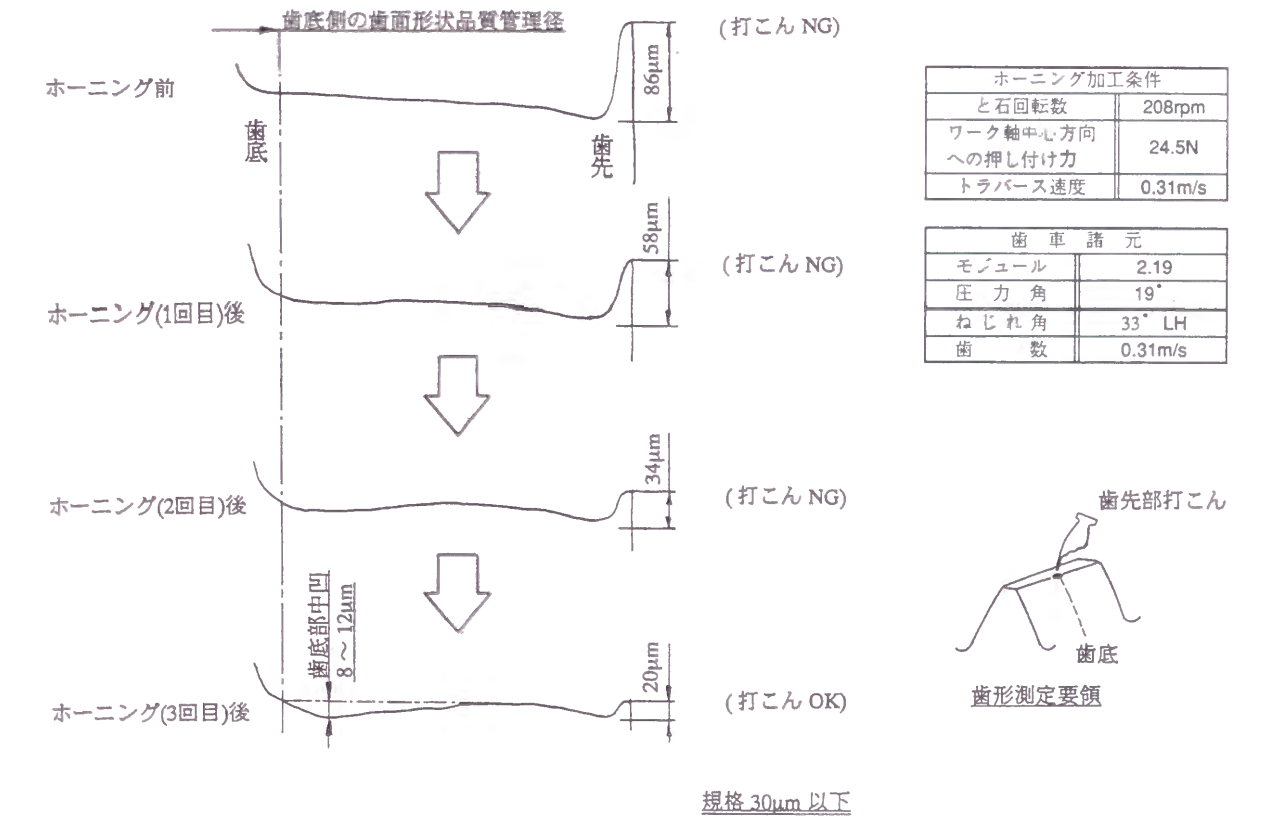 歯底側の歯面形状品質管理径
ホーニング前
歯底
歯先
86μm
(打こん NG)
ホーニング(1回目)後
58μm
(打こん NG)
ホーニング(2回目)後
34μm
(打こん NG)
歯底部中凹
8〜12μm
ホーニング(3回目)後
20μm
(打こん OK)
規格 30μm 以下
ホーニング加工条件
と石回転数 208rpm
ワーク軸中心方向
への押し付け力 24.5N
トラバース速度 0.31m/s
歯車諸元
モジュール 2.19
圧力角 19°
ねじれ角 33° LH
歯数 0.31m/s
歯先部打こん
歯底
歯形測定要領